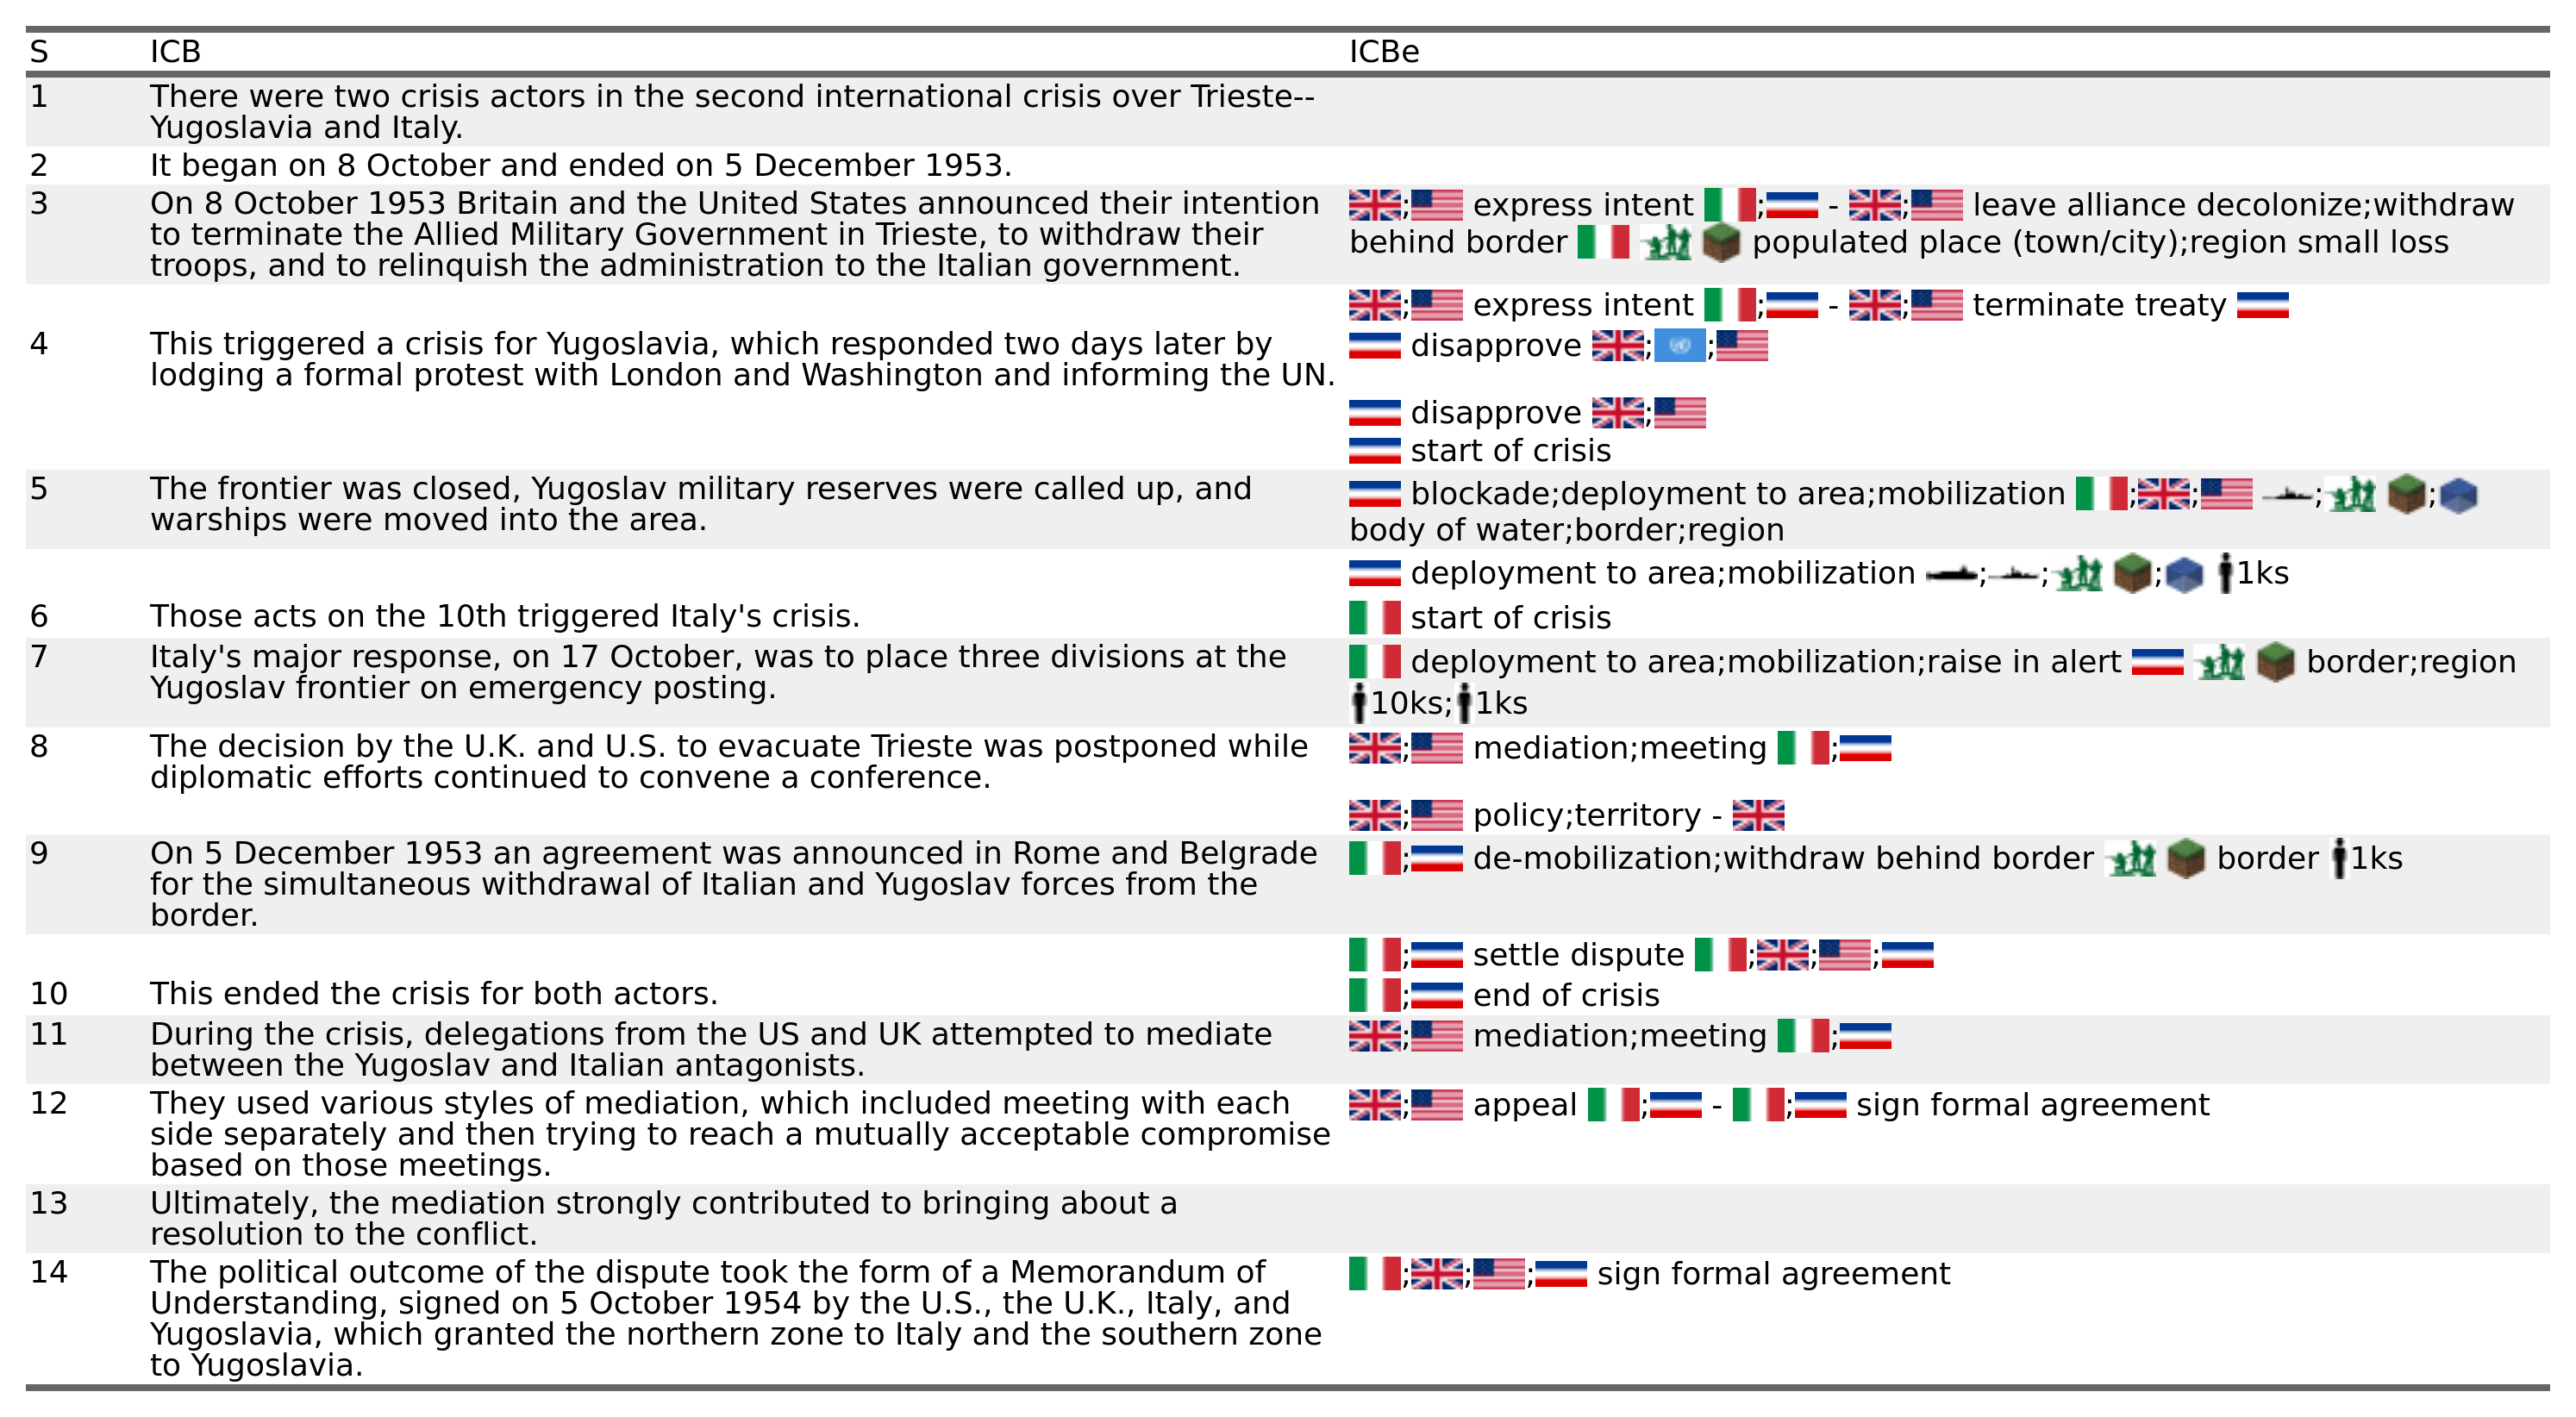 S ICB ICBe
1 There were two crisis actors in the second international crisis over Trieste--
Yugoslavia and Italy.
2 It began on 8 October and ended on 5 December 1953.
3 On 8 October 1953 Britain and the United States announced their intention
to terminate the Allied Military Government in Trieste, to withdraw their
troops, and to relinquish the administration to the Italian government.
; express intent ; - ; leave alliance decolonize;withdraw
behind border populated place (town/city);region small loss
; express intent ; - ; terminate treaty
4 This triggered a crisis for Yugoslavia, which responded two days later by
lodging a formal protest with London and Washington and informing the UN.
disapprove ; ;
disapprove ;
start of crisis
5 The frontier was closed, Yugoslav military reserves were called up, and
warships were moved into the area.
blockade;deployment to area;mobilization ; ; ; ;
body of water;border;region
deployment to area;mobilization ; ; ; 1ks
6 Those acts on the 10th triggered Italy's crisis.
start of crisis
7 Italy's major response, on 17 October, was to place three divisions at the
Yugoslav frontier on emergency posting.
deployment to area;mobilization;raise in alert border;region
10ks; 1ks
8 The decision by the U.K. and U.S. to evacuate Trieste was postponed while
diplomatic efforts continued to convene a conference.
; mediation;meeting ;
; policy;territory -
9 On 5 December 1953 an agreement was announced in Rome and Belgrade
for the simultaneous withdrawal of Italian and Yugoslav forces from the
border.
; de-mobilization;withdraw behind border border 1ks
; settle dispute ; ; ;
10 This ended the crisis for both actors.
; end of crisis
11 During the crisis, delegations from the US and UK attempted to mediate
between the Yugoslav and Italian antagonists.
; mediation;meeting ;
12 They used various styles of mediation, which included meeting with each
side separately and then trying to reach a mutually acceptable compromise
based on those meetings.
; appeal ; - ; sign formal agreement
13 Ultimately, the mediation strongly contributed to bringing about a
resolution to the conflict.
14 The political outcome of the dispute took the form of a Memorandum of
Understanding, signed on 5 October 1954 by the U.S., the U.K., Italy, and
Yugoslavia, which granted the northern zone to Italy and the southern zone
to Yugoslavia.
; ; ; sign formal agreement